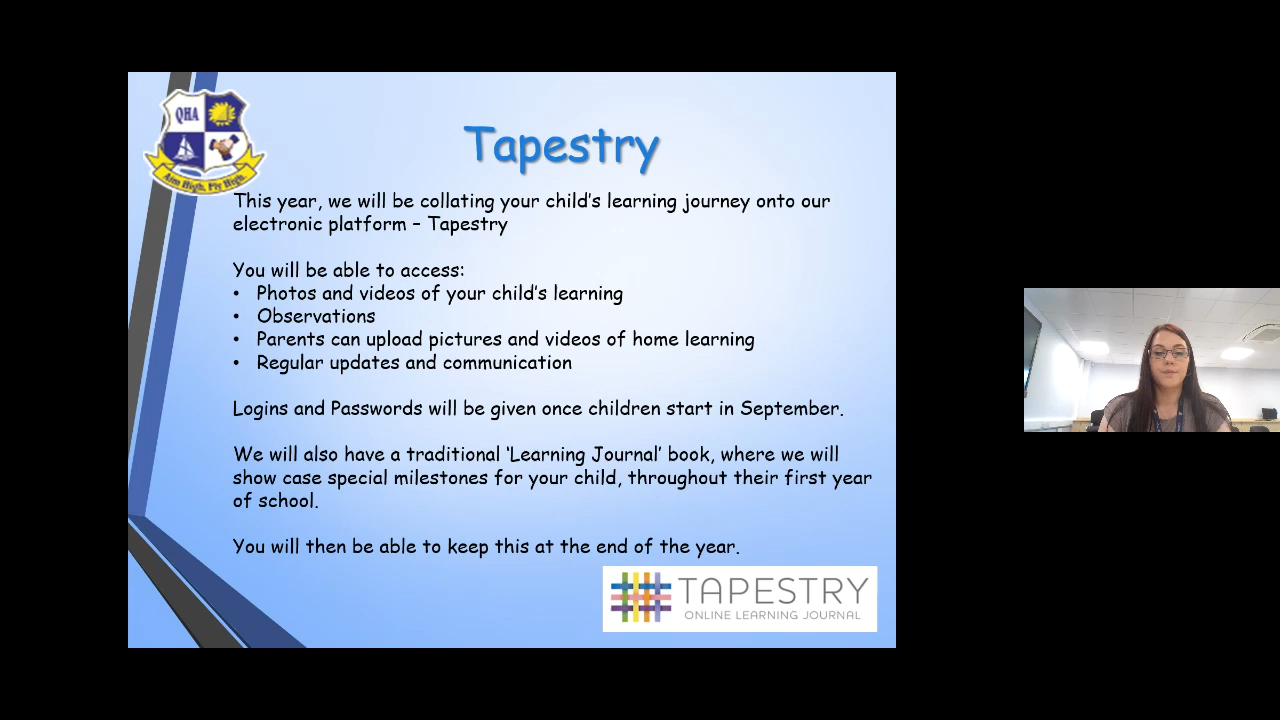 QHA
Aim High, Fly High
Tapestry
This year, we will be collating your child's learning journey onto our
electronic platform – Tapestry
You will be able to access:
• Photos and videos of your child's learning
• Observations
• Parents can upload pictures and videos of home learning
• Regular updates and communication
Logins and Passwords will be given once children start in September.
We will also have a traditional ‘Learning Journal’ book, where we will
show case special milestones for your child, throughout their first year
of school.
You will then be able to keep this at the end of the year.
TAPESTRY
ONLINE LEARNING JOURNAL